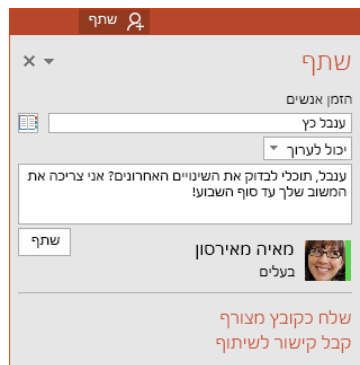 שתף
שתף
הזמן אנשים
ענבל כץ
יכול לערוך
ענבל, תוכלי לבדוק את השינויים האחרונים? אני צריכה את
המשוב שלך עד סוף השבוע!
שתף
מאיה מאירסון
בעלים
שלח כקובץ מצורף
קבל קישור לשיתוף